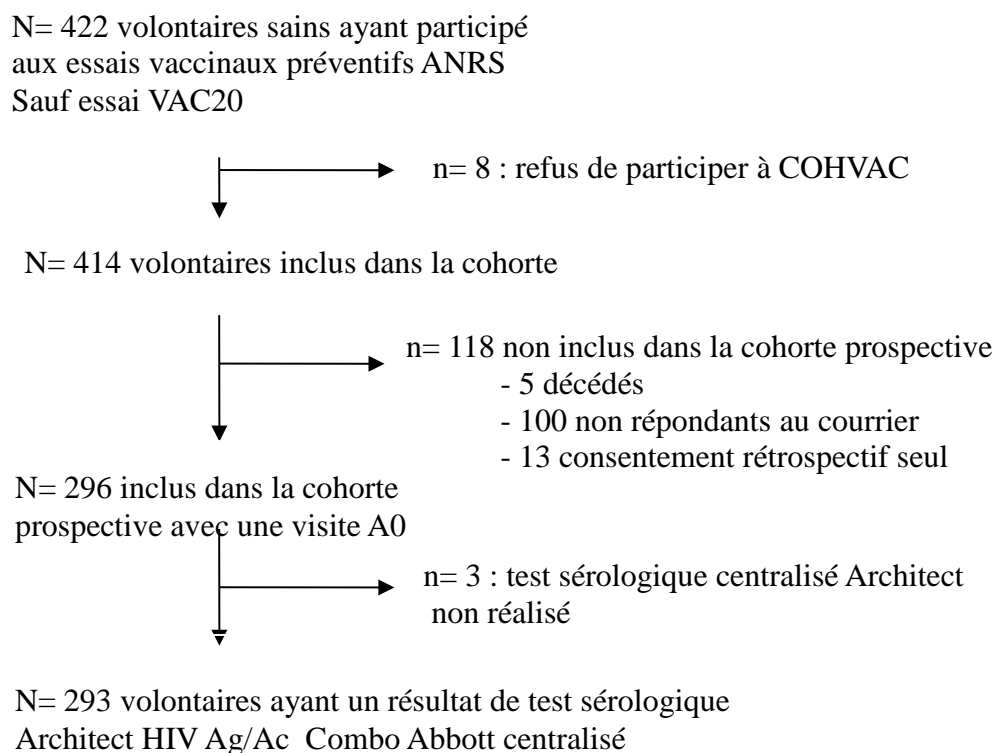 N= 422 volontaires sains ayant participé
aux essais vaccinaux préventifs ANRS
Sauf essai VAC20
n= 8 : refus de participer à COHVAC
N= 414 volontaires inclus dans la cohorte
n= 118 non inclus dans la cohorte prospective
- 5 décédés
- 100 non répondants au courrier
- 13 consentement rétrospectif seul
N= 296 inclus dans la cohorte
prospective avec une visite A0
n= 3 : test sérologique centralisé Architect
non réalisé
N= 293 volontaires ayant un résultat de test sérologique
Architect HIV Ag/Ac Combo Abbott centralisé